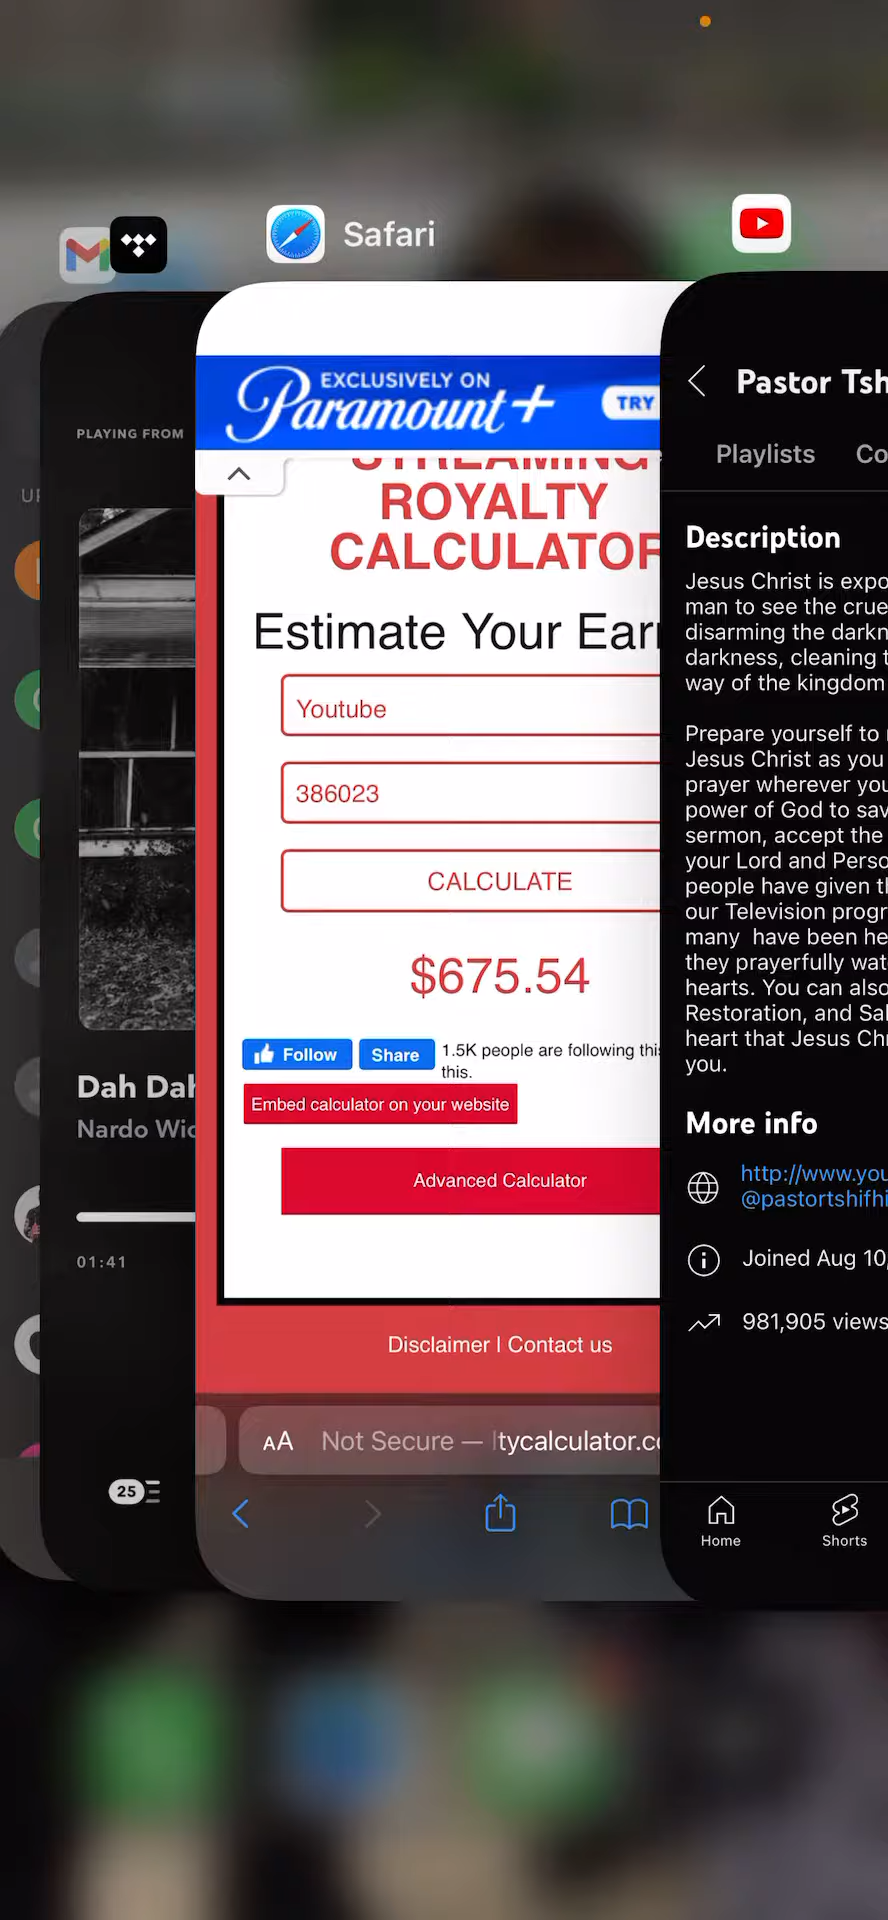 Safari
PLAYING FROM
Dah Dah
Nardo Wic
01:41
25
EXCLUSIVELY ON
Paramount+
TRY
STREAMING
ROYALTY
CALCULATOR
Estimate Your Ear
Youtube
386023
CALCULATE
$675.54
Follow
Share
1.5K people are following this
this.
Embed calculator on your website
Advanced Calculator
Disclaimer | Contact us
AA
Not Secure — ltycalculator.co
Pastor Tsh
Playlists
Co
Description
Jesus Christ is expo
man to see the crue
disarming the darkn
darkness, cleaning t
way of the kingdom
Prepare yourself to
Jesus Christ as you
prayer wherever you
power of God to sav
sermon, accept the
your Lord and Perso
people have given th
our Television progr
many have been he
they prayerfully wat
hearts. You can also
Restoration, and Sal
heart that Jesus Chr
you.
More info
http://www.you
@pastortshifhi
Joined Aug 10,
981,905 views
Home
Shorts